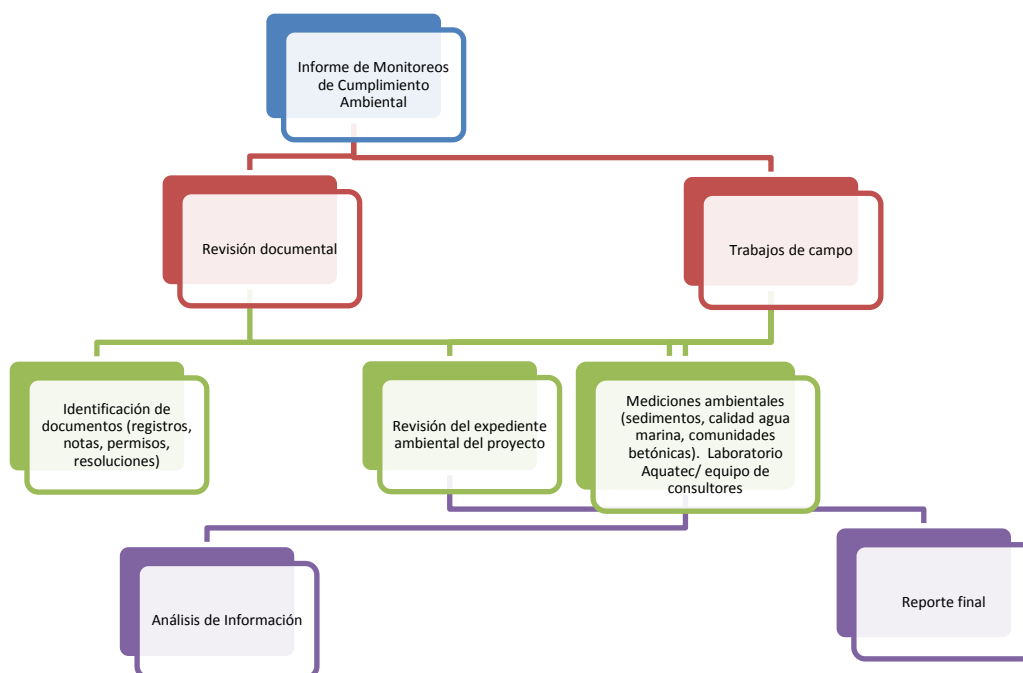 Informe de Monitoreos
de Cumplimiento
Ambiental
Revisión documental
Trabajos de campo
Identificación de
documentos (registros,
notas, permisos,
resoluciones)
Revisión del expediente
ambiental del proyecto
Mediciones ambientales
(sedimentos, calidad agua
marina, comunidades
betónicas). Laboratorio
Aquatec/ equipo de
consultores
Análisis de Información
Reporte final